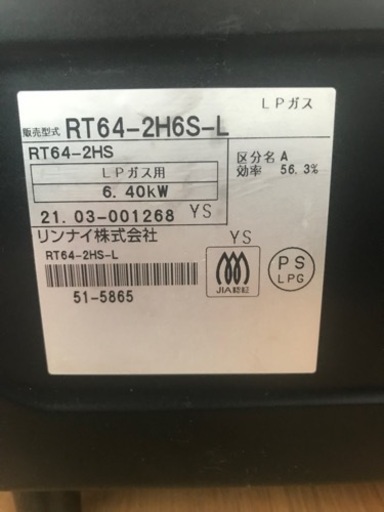 LPガス
販売型式 RT64-2H6S-L
RT64-2HS
LPガス用
6.40kW
区分名 A
効率 56.3%
21.03-001268 YS
リンナイ株式会社
YS
RT64-2HS-L
51-5865
JIA認証
PS
LPG